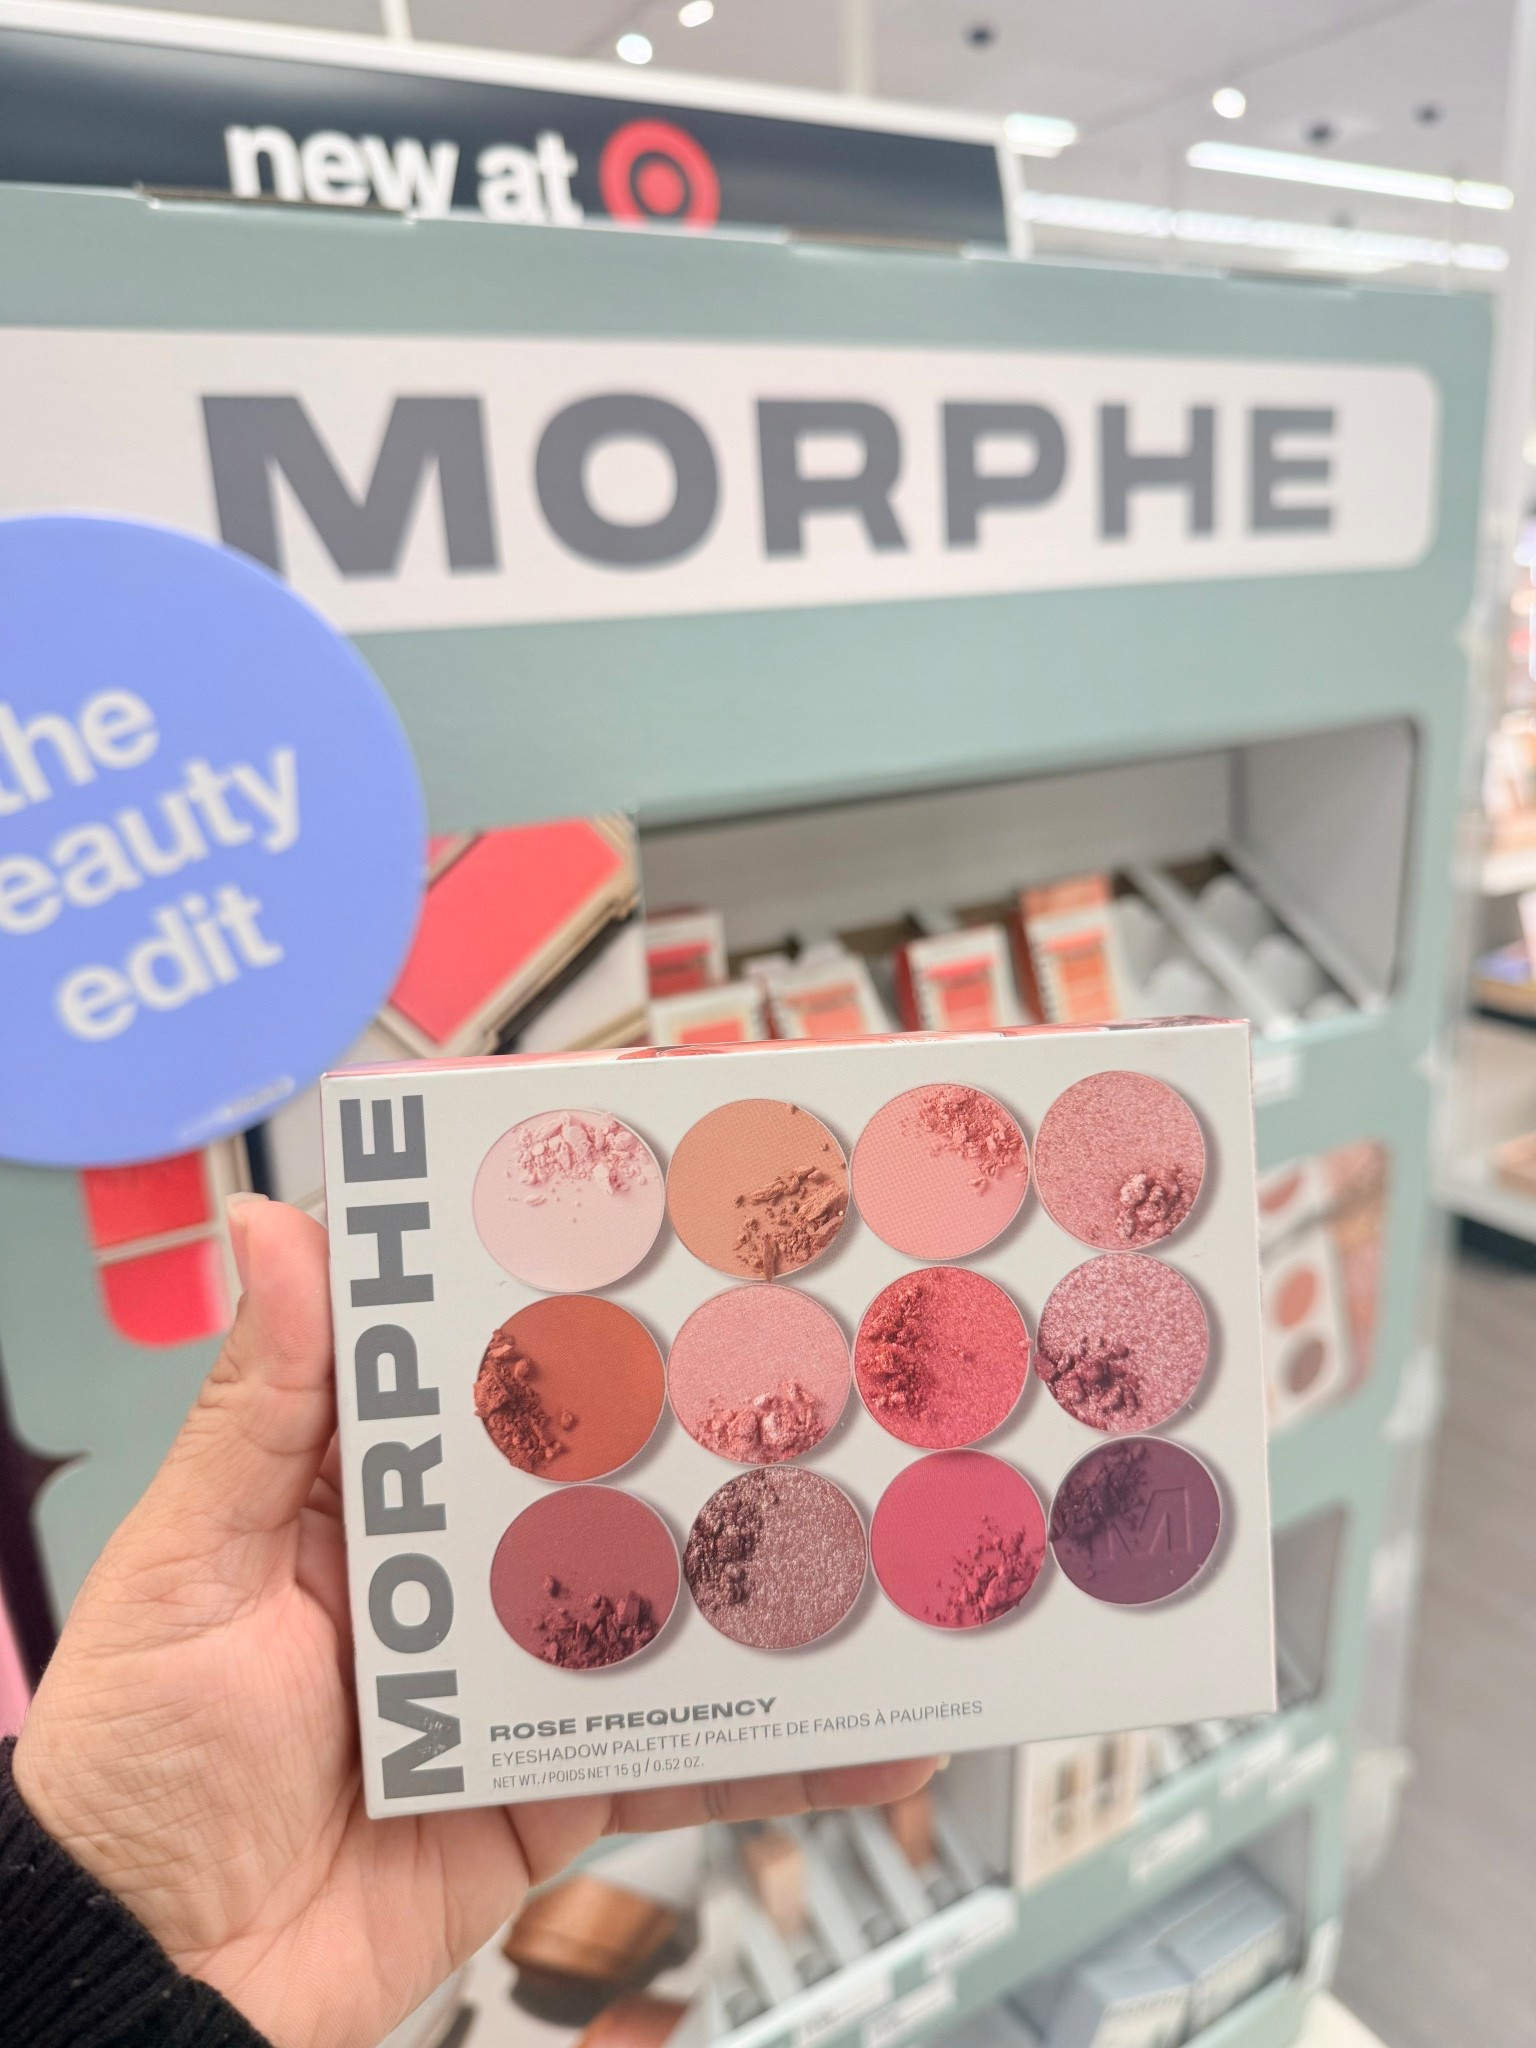 new at
MORPHE
the
eauty
edit
MORPHE
ROSE FREQUENCY
EYESHADOW PALETTE / PALETTE DE FARDS À PAUPIÈRES
NET WT. / POIDS NET 15 g / 0.52 OZ.
M